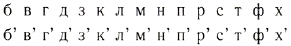 б в г д з к л м н п р с т ф х
б' в' г' д' з' к' л' м' н' п' р' с' т' ф' х'